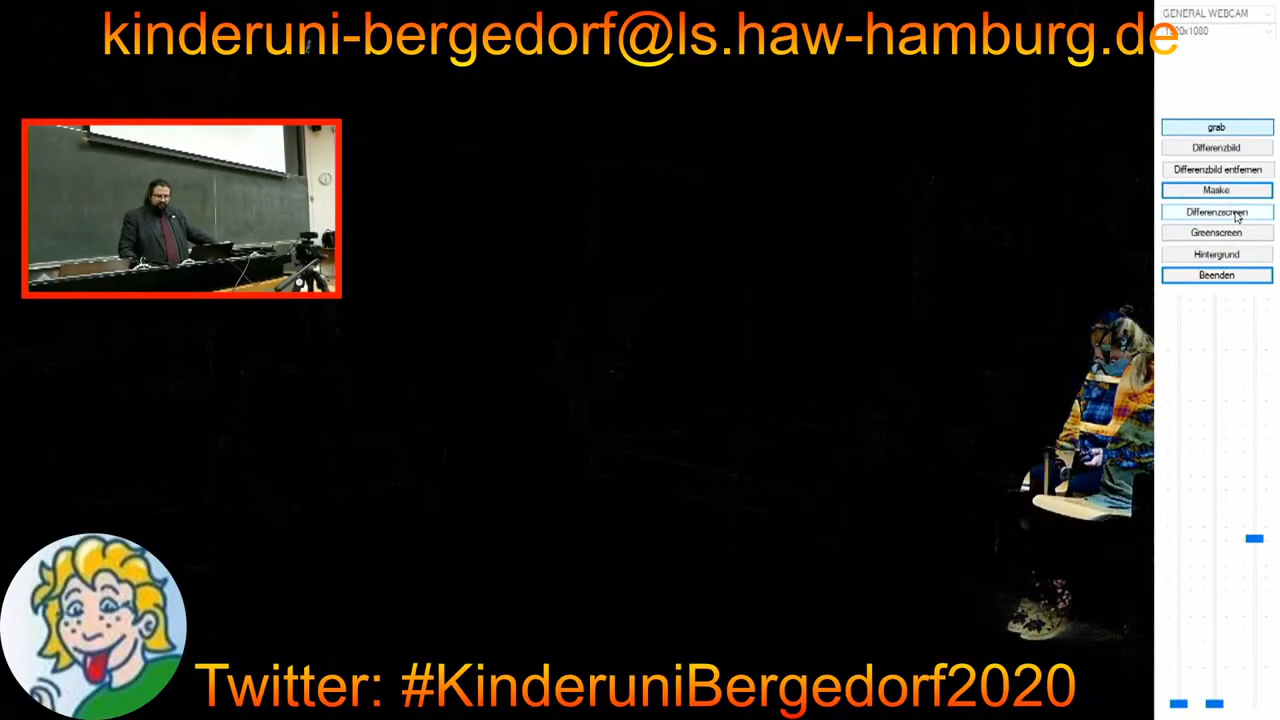 kinderuni-bergedorf@ls.haw-hamburg.de
GENERAL WEBCAM
grab
Differenzbild
Differenzbild entfernen
Maske
Differenzscreen
Greenscreen
Hintergrund
Beenden
Twitter: #KinderuniBergedorf2020